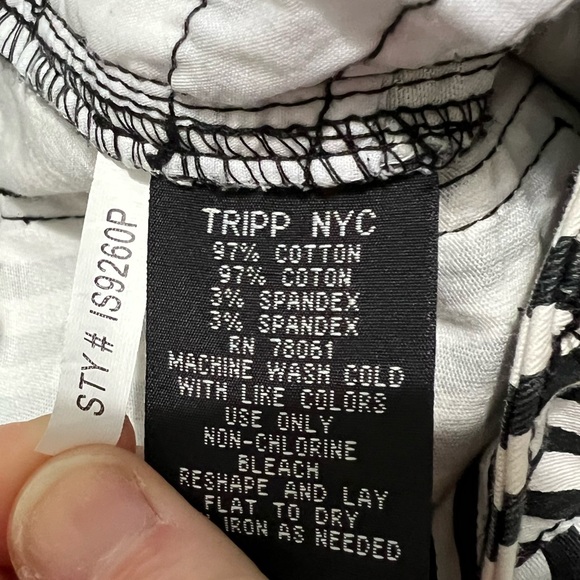 STY# IS9260P
TRIPP NYC
97% COTTON
97% COTON
3% SPANDEX
3% SPANDEX
RN 78061
MACHINE WASH COLD
WITH LIKE COLORS
USE ONLY
NON-CHLORINE
BLEACH
RESHAPE AND LAY
FLAT TO DRY
IRON AS NEEDED